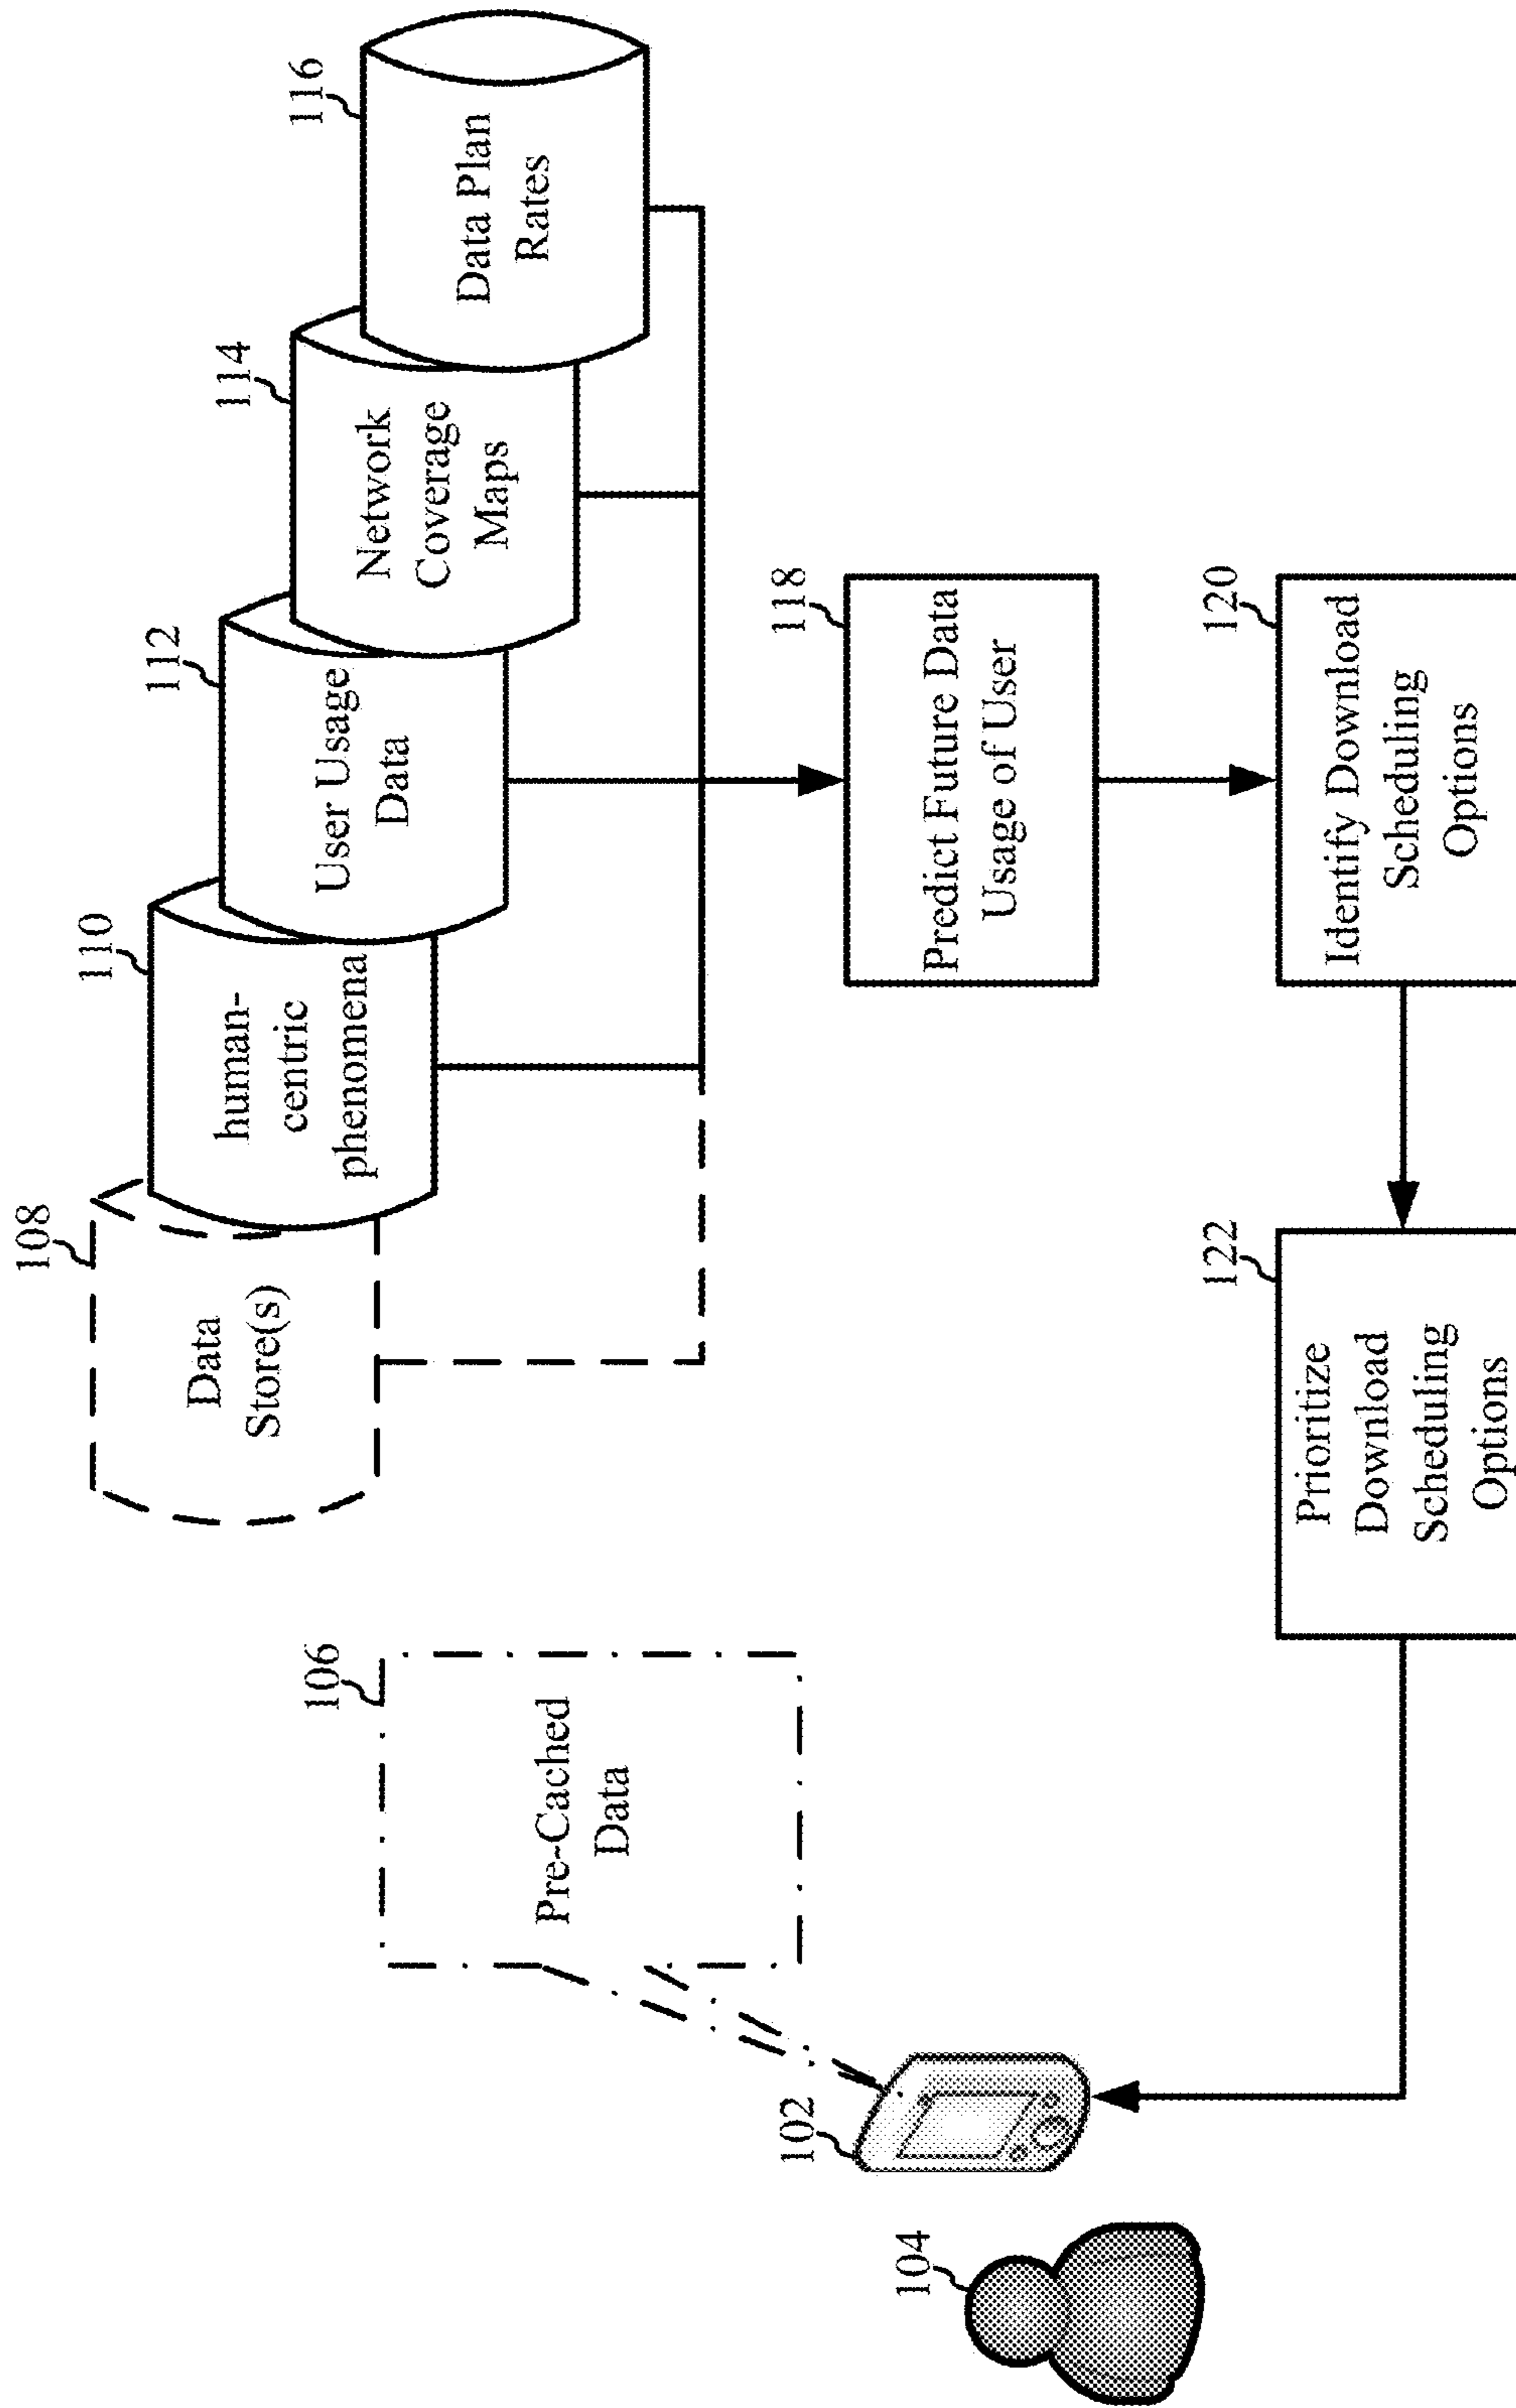 108
Data
Store(s)
110
human-
centric
phenomena
112
User Usage
Data
114
Network
Coverage
Maps
116
Data Plan
Rates
106
Pre-Cached
Data
104
102
118
Predict Future Data
Usage of User
122
Prioritize
Download
Scheduling
Options
120
Identify Download
Scheduling
Options